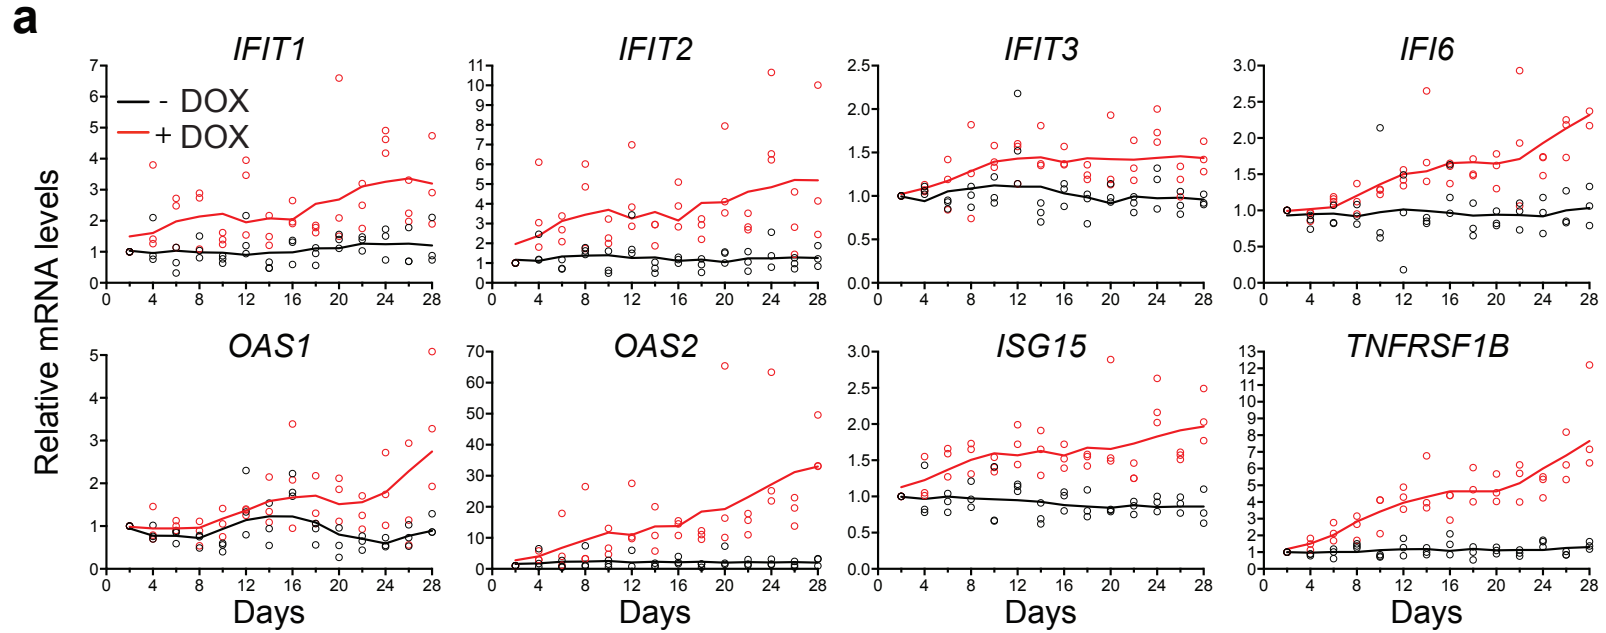 a
IFIT1 IFIT2 IFIT3 IFI6
7 6 5 4 3 2 1 0
- DOX
+ DOX
0 4 8 12 16 20 24 28
11 10 9 8 7 6 5 4 3 2 1 0
0 4 8 12 16 20 24 28
2.5 2.0 1.5 1.0 0.5 0.0
0 4 8 12 16 20 24 28
3.0 2.5 2.0 1.5 1.0 0.5 0.0
0 4 8 12 16 20 24 28
Relative mRNA levels
OAS1 OAS2 ISG15 TNFRSF1B
5 4 3 2 1 0
0 4 8 12 16 20 24 28
70 60 50 40 30 20 10 0
0 4 8 12 16 20 24 28
3.0 2.5 2.0 1.5 1.0 0.5 0.0
0 4 8 12 16 20 24 28
13 12 11 10 9 8 7 6 5 4 3 2 1 0
0 4 8 12 16 20 24 28
Days Days Days Days